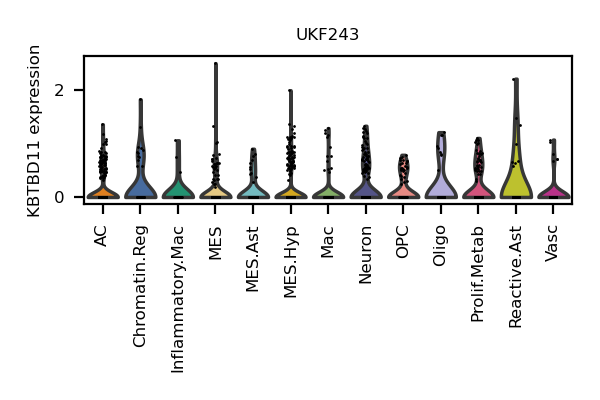 UKF243
KBTBD11 expression
2
0
AC
Chromatin.Reg
Inflammatory.Mac
MES
MES.Ast
MES.Hyp
Mac
Neuron
OPC
Oligo
Prolif.Metab
Reactive.Ast
Vasc